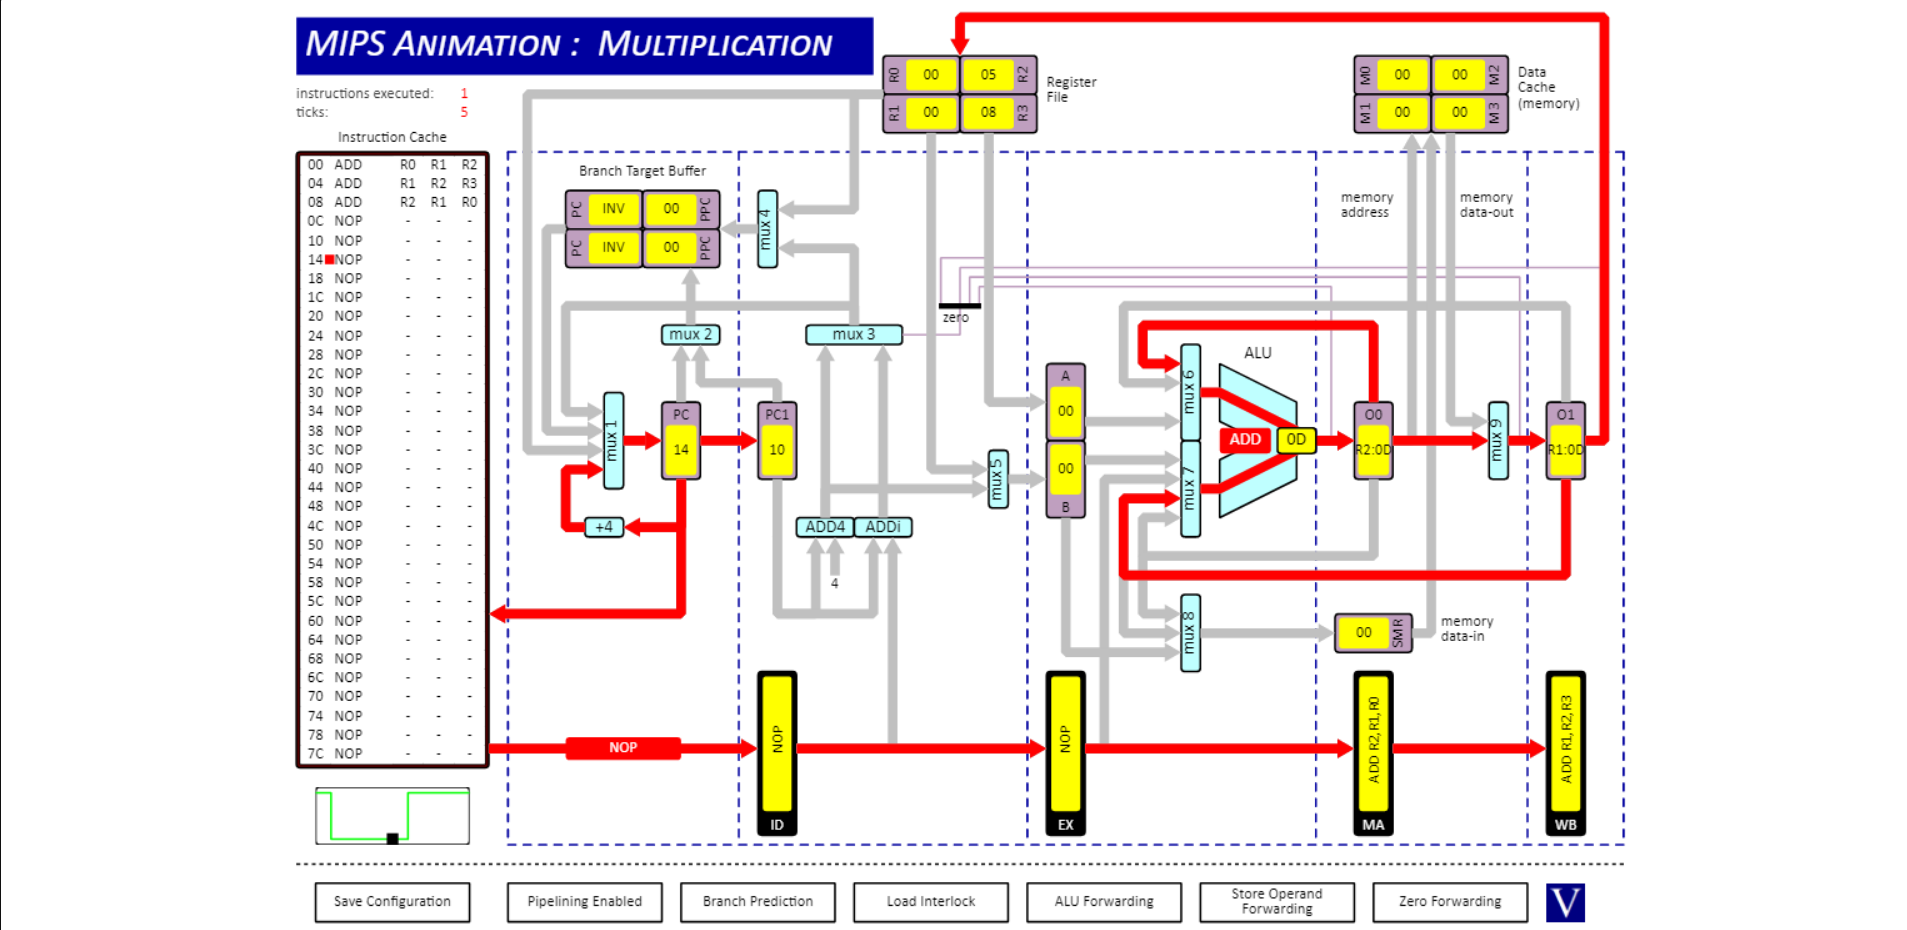 MIPS ANIMATION : MULTIPLICATION
instructions executed: 1
ticks: 5
Instruction Cache
00 ADD R0 R1 R2
04 ADD R1 R2 R3
08 ADD R2 R1 R0
0C NOP - - -
10 NOP - - -
14 NOP - - -
18 NOP - - -
1C NOP - - -
20 NOP - - -
24 NOP - - -
28 NOP - - -
2C NOP - - -
30 NOP - - -
34 NOP - - -
38 NOP - - -
3C NOP - - -
40 NOP - - -
44 NOP - - -
48 NOP - - -
4C NOP - - -
50 NOP - - -
54 NOP - - -
58 NOP - - -
5C NOP - - -
60 NOP - - -
64 NOP - - -
68 NOP - - -
6C NOP - - -
70 NOP - - -
74 NOP - - -
78 NOP - - -
7C NOP - - -
R0 00 05 R2
R1 00 08 R3
Register
File
M0 00 00 M2
M1 00 00 M3
Data
Cache
(memory)
Branch Target Buffer
PC INV 00 PPC
PC INV 00 PPC
mux 4
memory
address
memory
data-out
zero
mux 2
mux 3
mux 1
PC
14
PC1
10
+4
ADD4
ADDi
4
mux 5
A
00
00
B
mux 6
mux 7
ALU
ADD
0D
O0
R2:0D
mux 9
O1
R1:0D
mux 8
00 SMR
memory
data-in
NOP
NOP
ID
NOP
EX
ADD R2, R1, R0
MA
ADD R1, R2, R3
WB
Save Configuration
Pipelining Enabled
Branch Prediction
Load Interlock
ALU Forwarding
Store Operand
Forwarding
Zero Forwarding
V